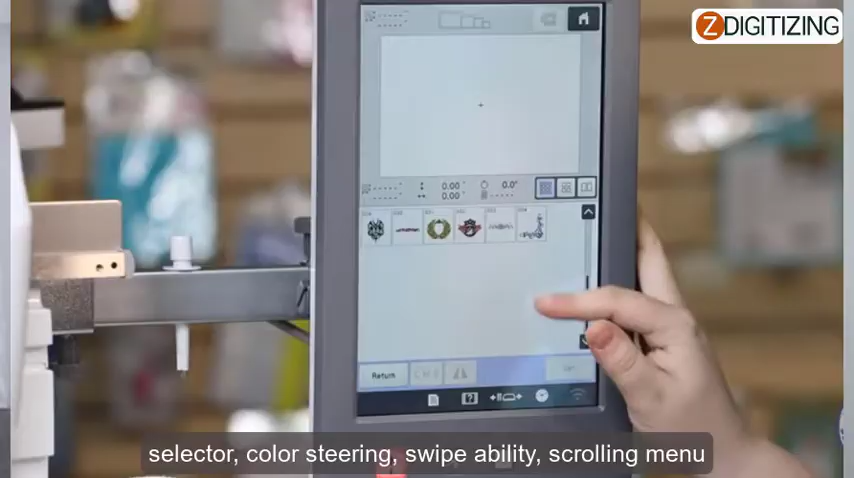 ZDIGITIZING
0.00
0.0°
0.00
Return
selector, color steering, swipe ability, scrolling menu